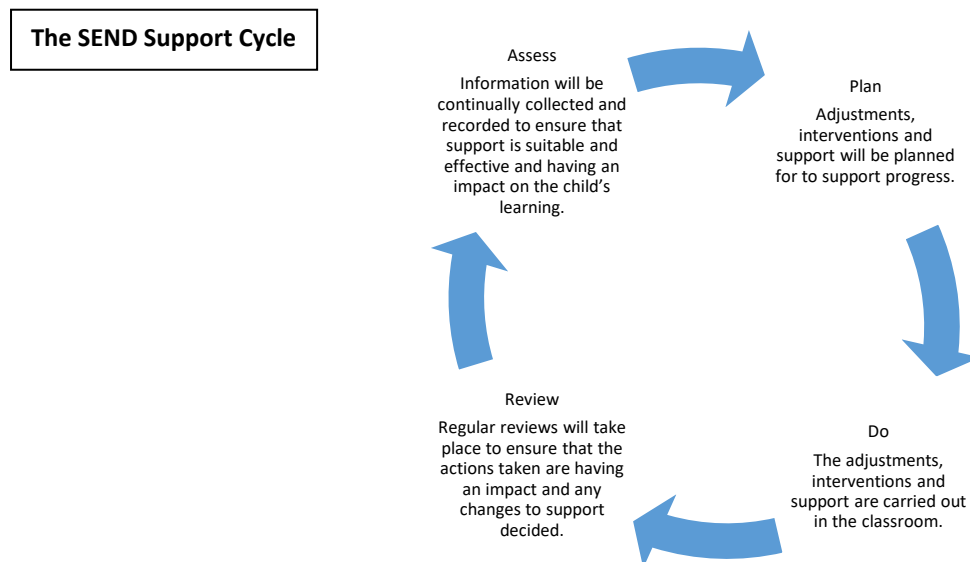 The SEND Support Cycle
Assess
Information will be
continually collected and
recorded to ensure that
support is suitable and
effective and having an
impact on the child’s
learning.
Plan
Adjustments,
interventions and
support will be planned
for to support progress.
Do
The adjustments,
interventions and
support are carried out
in the classroom.
Review
Regular reviews will take
place to ensure that the
actions taken are having
an impact and any
changes to support
decided.